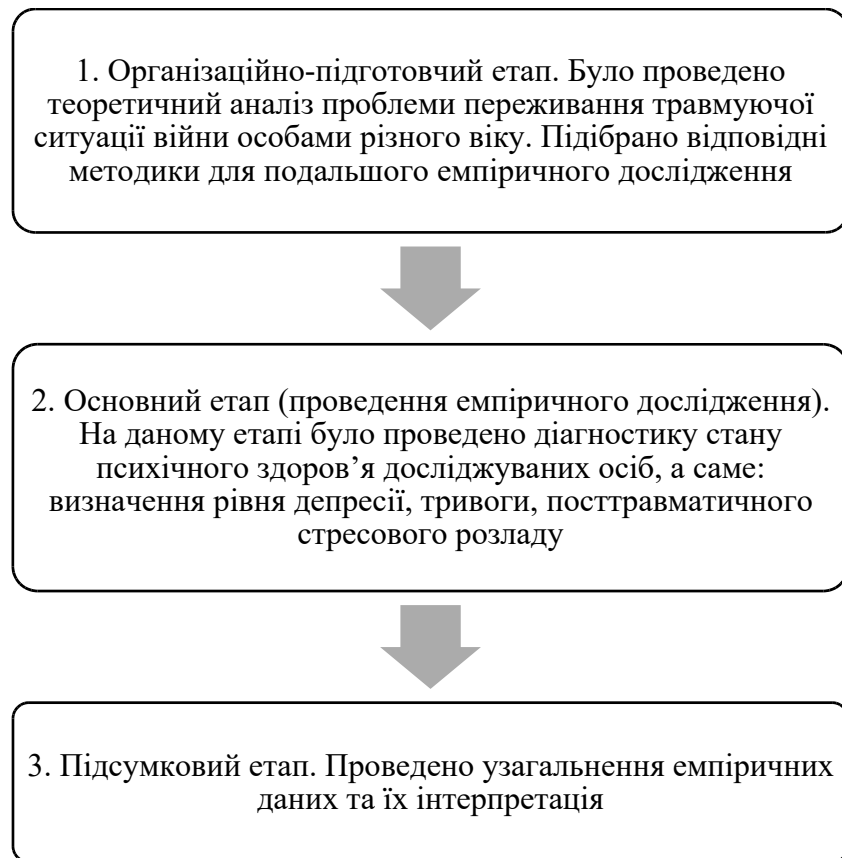 1. Організаційно-підготовчий етап. Було проведено
теоретичний аналіз проблеми переживання травмуючої
ситуації війни особами різного віку. Підібрано відповідні
методики для подальшого емпіричного дослідження
2. Основний етап (проведення емпіричного дослідження).
На даному етапі було проведено діагностику стану
психічного здоров’я досліджуваних осіб, а саме:
визначення рівня депресії, тривоги, посттравматичного
стресового розладу
3. Підсумковий етап. Проведено узагальнення емпіричних
даних та їх інтерпретація